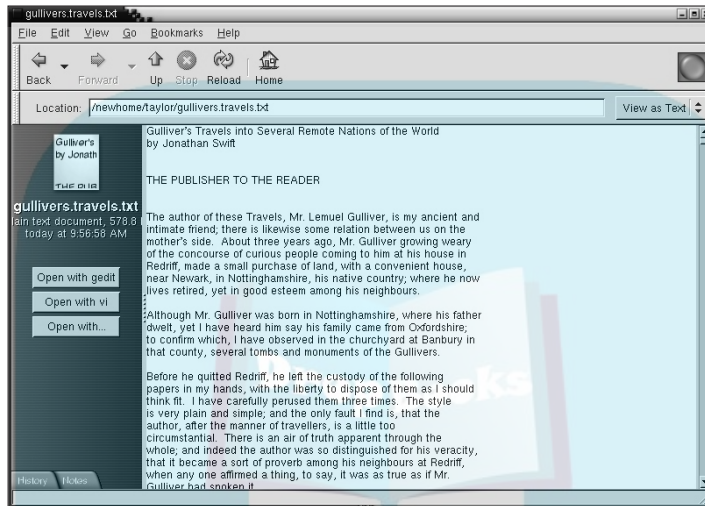 gullivers.travels.txt
File Edit View Go Bookmarks Help
Back Forward Up Stop Reload Home
Location: /newhome/taylor/gullivers.travels.txt View as Text
Gulliver's
by Jonath
THE PUB
gullivers.travels.txt
lain text document, 578.8
today at 9:56:58 AM
Open with gedit
Open with vi
Open with...
History Notes
Gulliver's Travels into Several Remote Nations of the World
by Jonathan Swift
THE PUBLISHER TO THE READER
The author of these Travels, Mr. Lemuel Gulliver, is my ancient and
intimate friend; there is likewise some relation between us on the
mother's side. About three years ago, Mr. Gulliver growing weary
of the concourse of curious people coming to him at his house in
Redriff, made a small purchase of land, with a convenient house,
near Newark, in Nottinghamshire, his native country; where he now
lives retired, yet in good esteem among his neighbours.
Although Mr. Gulliver was born in Nottinghamshire, where his father
dwelt, yet I have heard him say his family came from Oxfordshire;
to confirm which, I have observed in the churchyard at Banbury in
that county, several tombs and monuments of the Gullivers.
Before he quitted Redriff, he left the custody of the following
papers in my hands, with the liberty to dispose of them as I should
think fit. I have carefully perused them three times. The style
is very plain and simple; and the only fault I find is, that the
author, after the manner of travellers, is a little too
circumstantial. There is an air of truth apparent through the
whole; and indeed the author was so distinguished for his veracity,
that it became a sort of proverb among his neighbours at Redriff,
when any one affirmed a thing, to say, it was as true as if Mr.
Gulliver had spoken it.